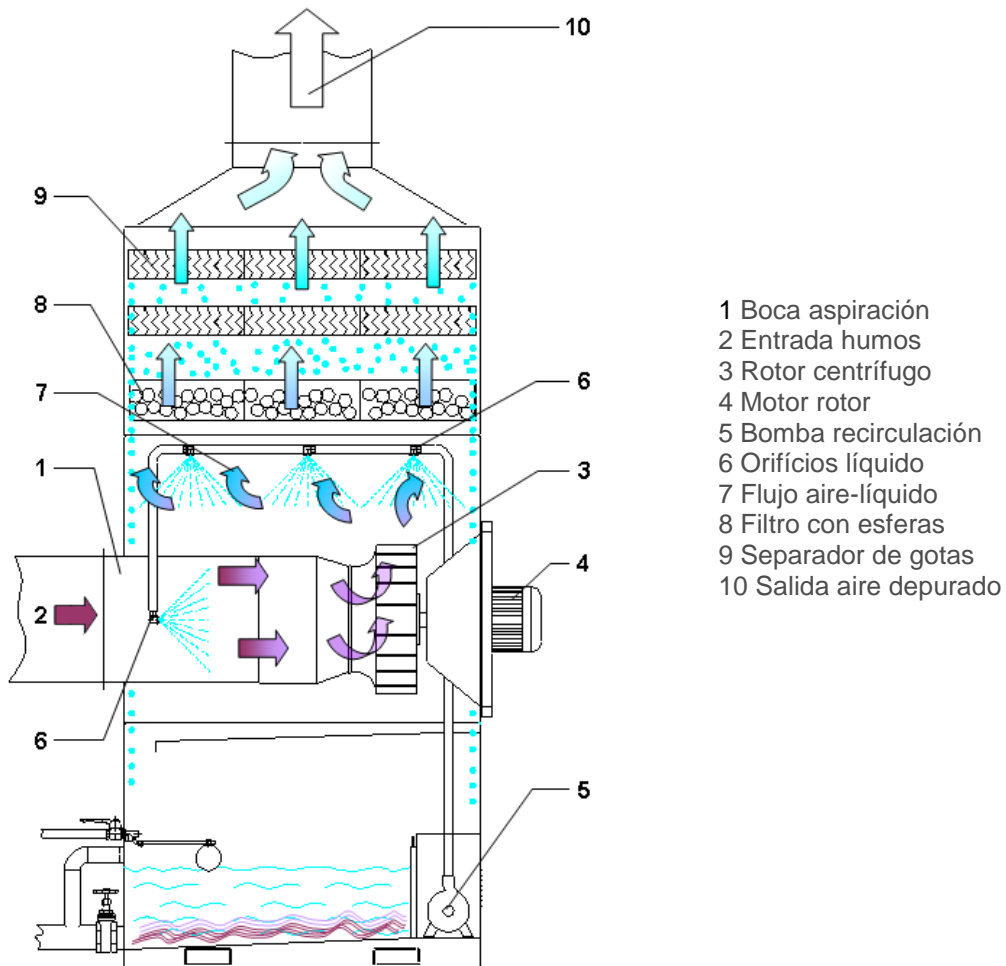 10
9
8
7
6
1
3
4
2
6
5
1 Boca aspiración
2 Entrada humos
3 Rotor centrífugo
4 Motor rotor
5 Bomba recirculación
6 Orifícios líquido
7 Flujo aire-líquido
8 Filtro con esferas
9 Separador de gotas
10 Salida aire depurado